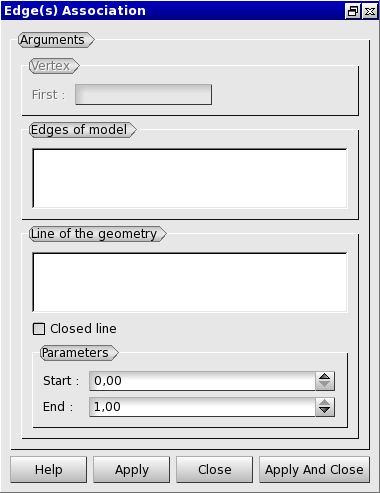 Edge(s) Association
Arguments
Vertex
First :
Edges of model
Line of the geometry
Closed line
Parameters
Start : 0,00
End : 1,00
Help Apply Close Apply And Close